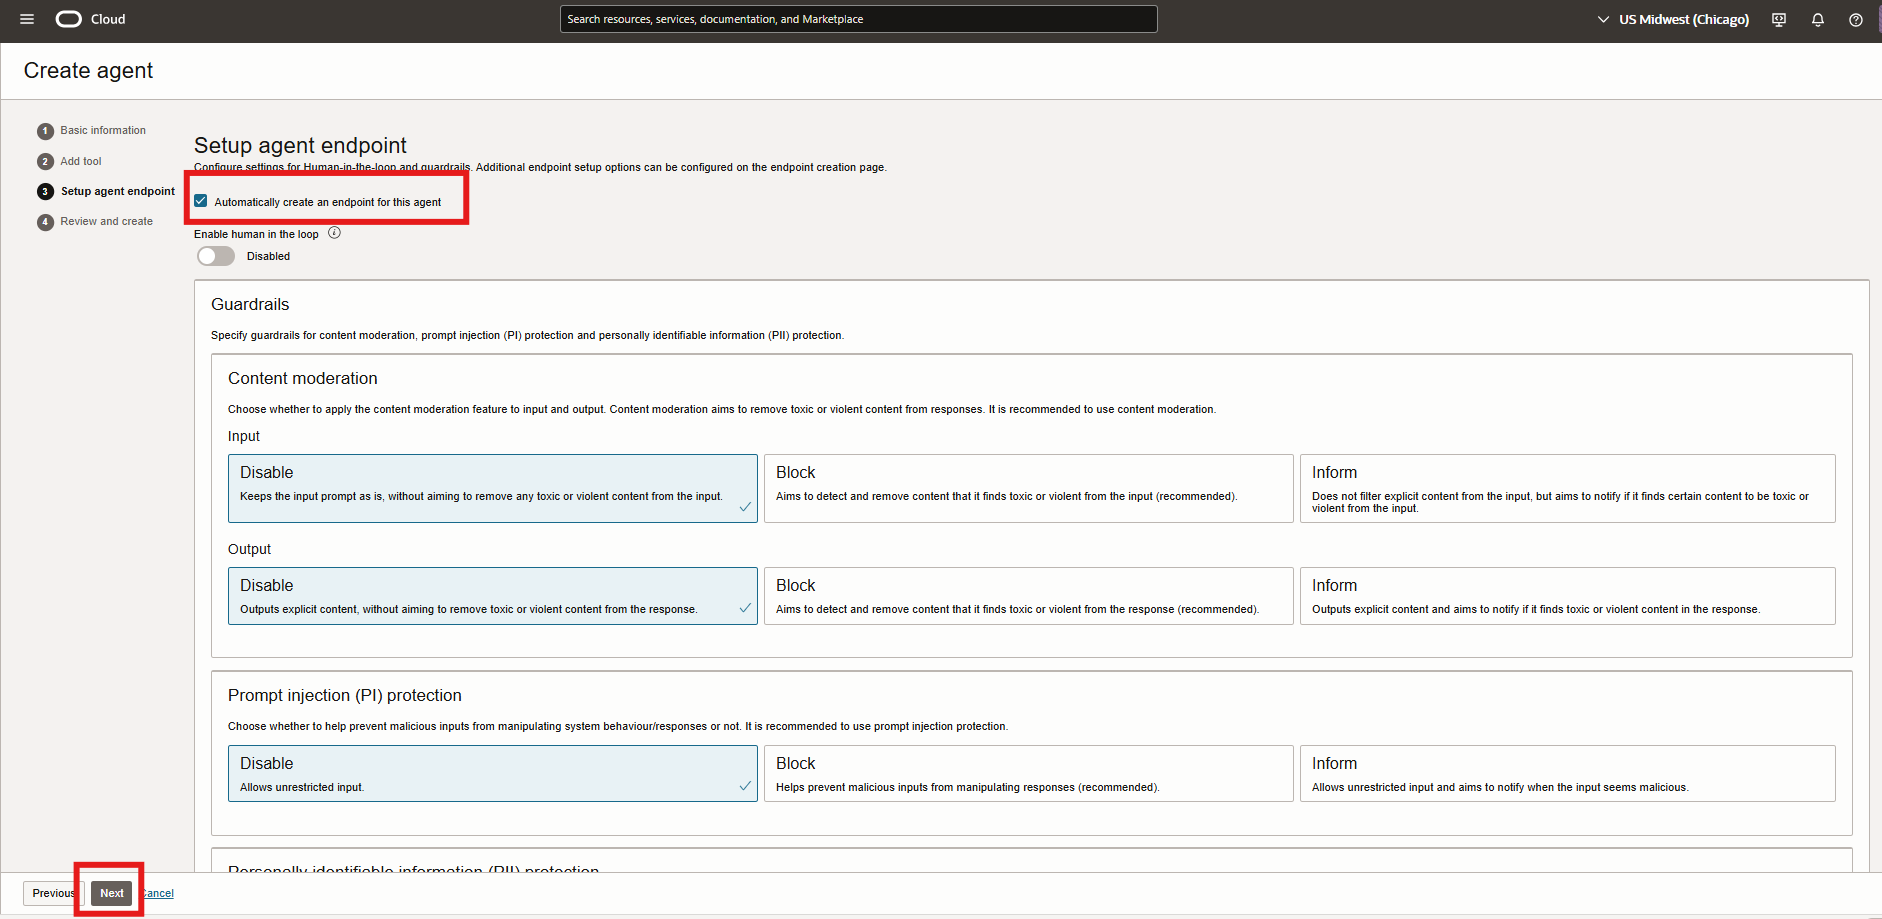 Cloud
Search resources, services, documentation, and Marketplace
US Midwest (Chicago)
Create agent
1 Basic information
2 Add tool
3 Setup agent endpoint
4 Review and create
Setup agent endpoint
Configure settings for Human-in-the-loop and guardrails. Additional endpoint setup options can be configured on the endpoint creation page.
Automatically create an endpoint for this agent
Enable human in the loop
Disabled
Guardrails
Specify guardrails for content moderation, prompt injection (PI) protection and personally identifiable information (PII) protection.
Content moderation
Choose whether to apply the content moderation feature to input and output. Content moderation aims to remove toxic or violent content from responses. It is recommended to use content moderation.
Input
Disable
Keeps the input prompt as is, without aiming to remove any toxic or violent content from the input.
Block
Aims to detect and remove content that it finds toxic or violent from the input (recommended).
Inform
Does not filter explicit content from the input, but aims to notify if it finds certain content to be toxic or
violent from the input.
Output
Disable
Outputs explicit content, without aiming to remove toxic or violent content from the response.
Block
Aims to detect and remove content that it finds toxic or violent from the response (recommended).
Inform
Outputs explicit content and aims to notify if it finds toxic or violent content in the response.
Prompt injection (PI) protection
Choose whether to help prevent malicious inputs from manipulating system behaviour/responses or not. It is recommended to use prompt injection protection.
Disable
Allows unrestricted input.
Block
Helps prevent malicious inputs from manipulating responses (recommended).
Inform
Allows unrestricted input and aims to notify when the input seems malicious.
Personally identifiable information (PII) protection
Previous
Next
Cancel